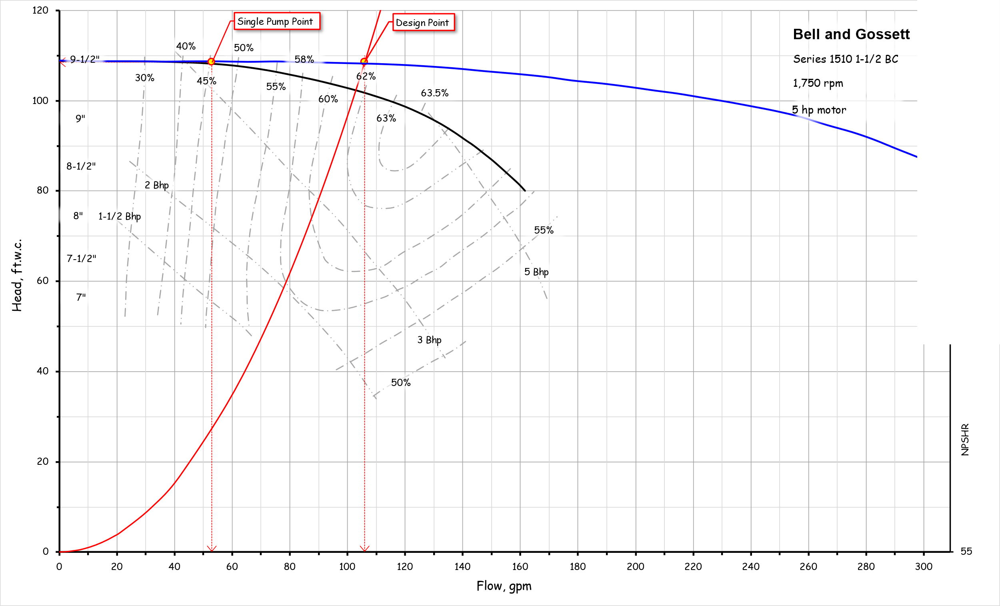 120
Single Pump Point
Design Point
Bell and Gossett
Series 1510 1-1/2 BC
1,750 rpm
5 hp motor
40%
50%
9-1/2"
58%
30%
45%
62%
55%
63.5%
60%
100
9"
63%
8-1/2"
2 Bhp
80
8"
1-1/2 Bhp
55%
7-1/2"
5 Bhp
60
7"
Head, ft.w.c.
3 Bhp
40
50%
NPSHR
20
0
55
0 20 40 60 80 100 120 140 160 180 200 220 240 260 280 300
Flow, gpm